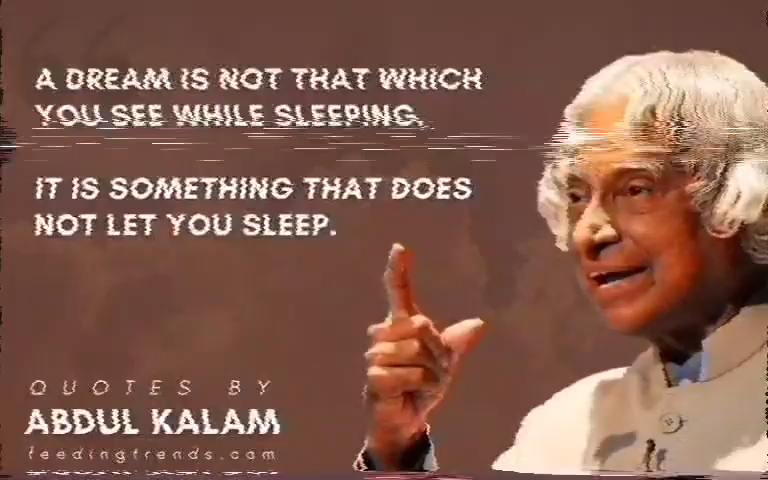 A DREAM IS NOT THAT WHICH
YOU SEE WHILE SLEEPING.
IT IS SOMETHING THAT DOES
NOT LET YOU SLEEP.
QUOTES BY
ABDUL KALAM
feedingtrends.com